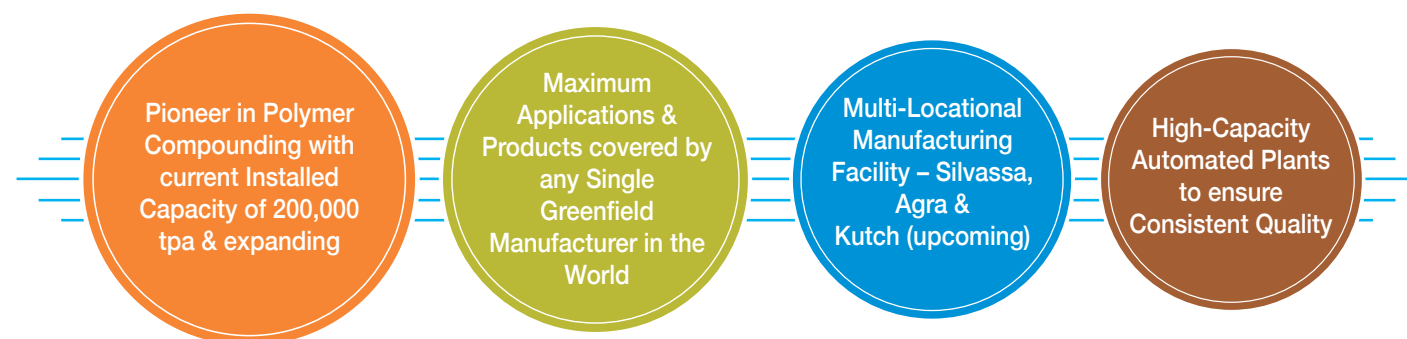 Pioneer in Polymer
Compounding with
current Installed
Capacity of 200,000
tpa & expanding
Maximum
Applications &
Products covered by
any Single
Greenfield
Manufacturer in the
World
Multi-Locational
Manufacturing
Facility – Silvassa,
Agra &
Kutch (upcoming)
High-Capacity
Automated Plants
to ensure
Consistent Quality